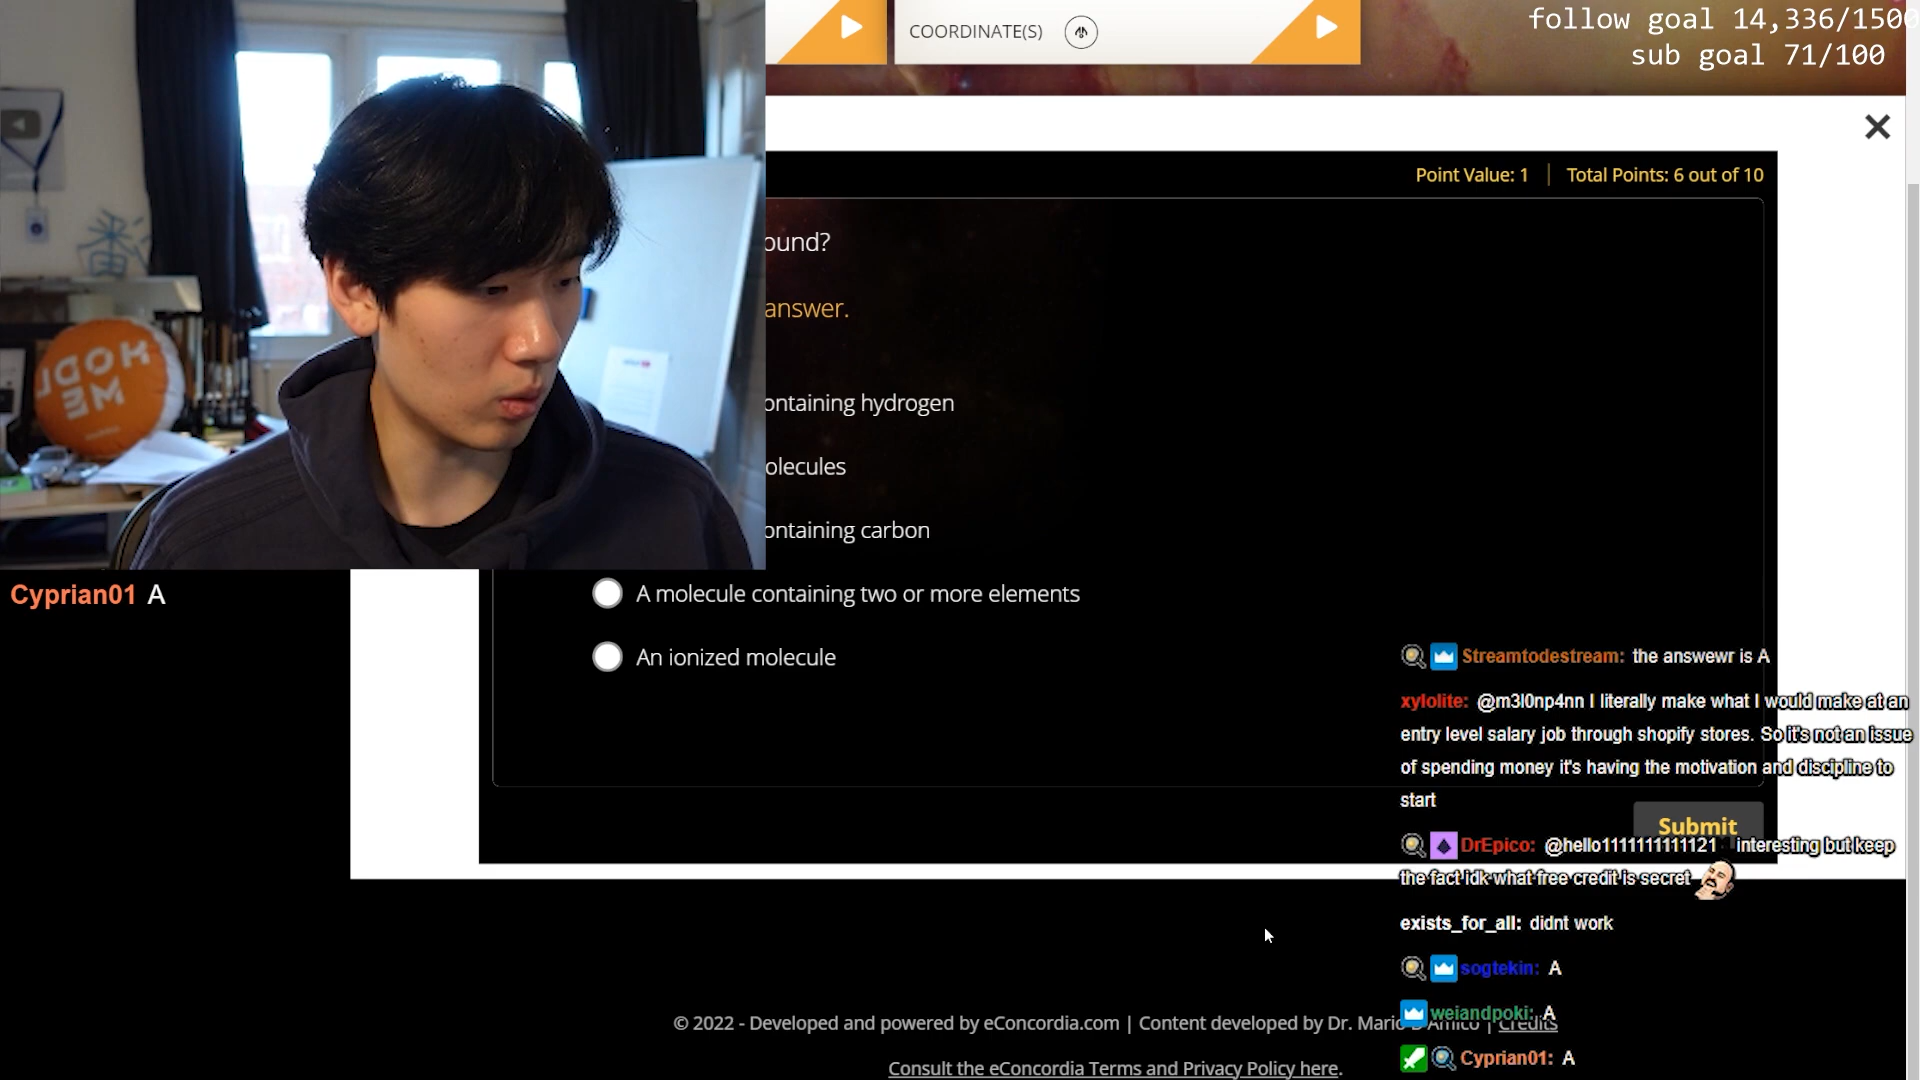 COORDINATE(S)
follow goal 14,336/1500
sub goal 71/100
Point Value: 1 | Total Points: 6 out of 10
ound?
answer.
ontaining hydrogen
olecules
ontaining carbon
A molecule containing two or more elements
An ionized molecule
Cyprian01 A
Streamtodestream: the answewr is A
xylolite: @m3l0np4nn I literally make what I would make at an
entry level salary job through shopify stores. So it's not an issue
of spending money it's having the motivation and discipline to
start
Submit
DrEpico: @hello1111111111121 interesting but keep
the fact idk what free credit is secret
exists_for_all: didnt work
sogtekin: A
weiandpoki: A
Cyprian01: A
© 2022 - Developed and powered by eConcordia.com | Content developed by Dr. Mario D'Amico | Credits
Consult the eConcordia Terms and Privacy Policy here.
HODL
ME